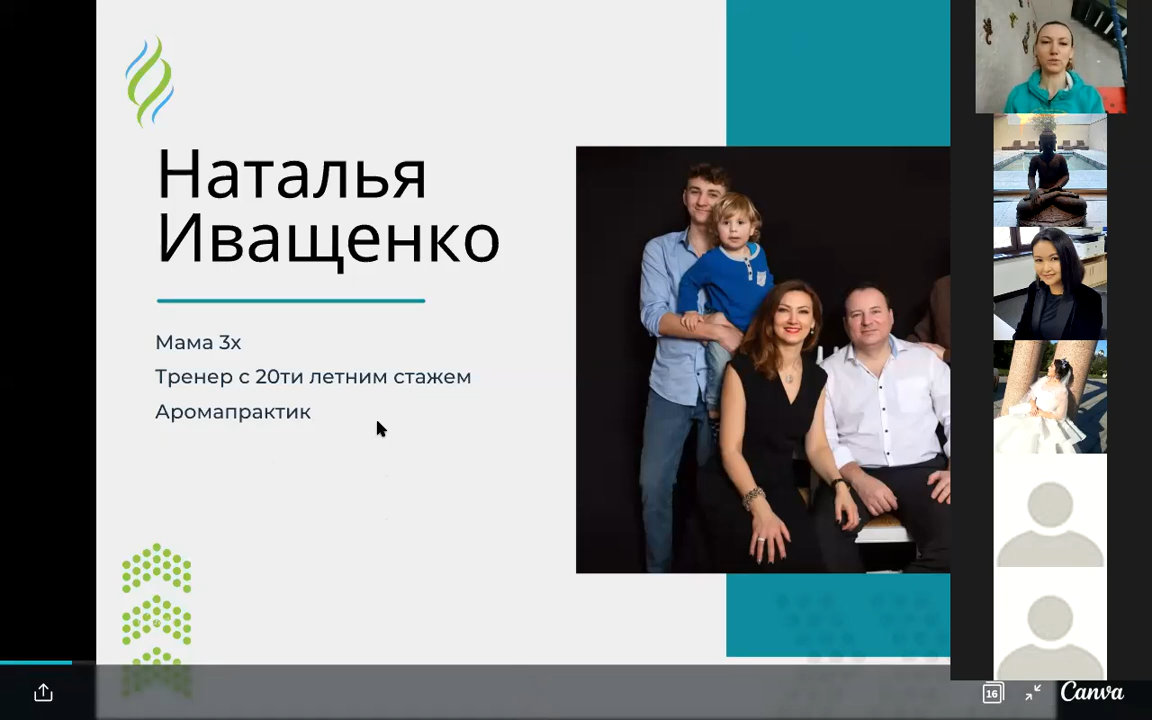 Наталья
Иващенко
Мама 3х
Тренер с 20ти летним стажем
Аромапрактик
16
Canva